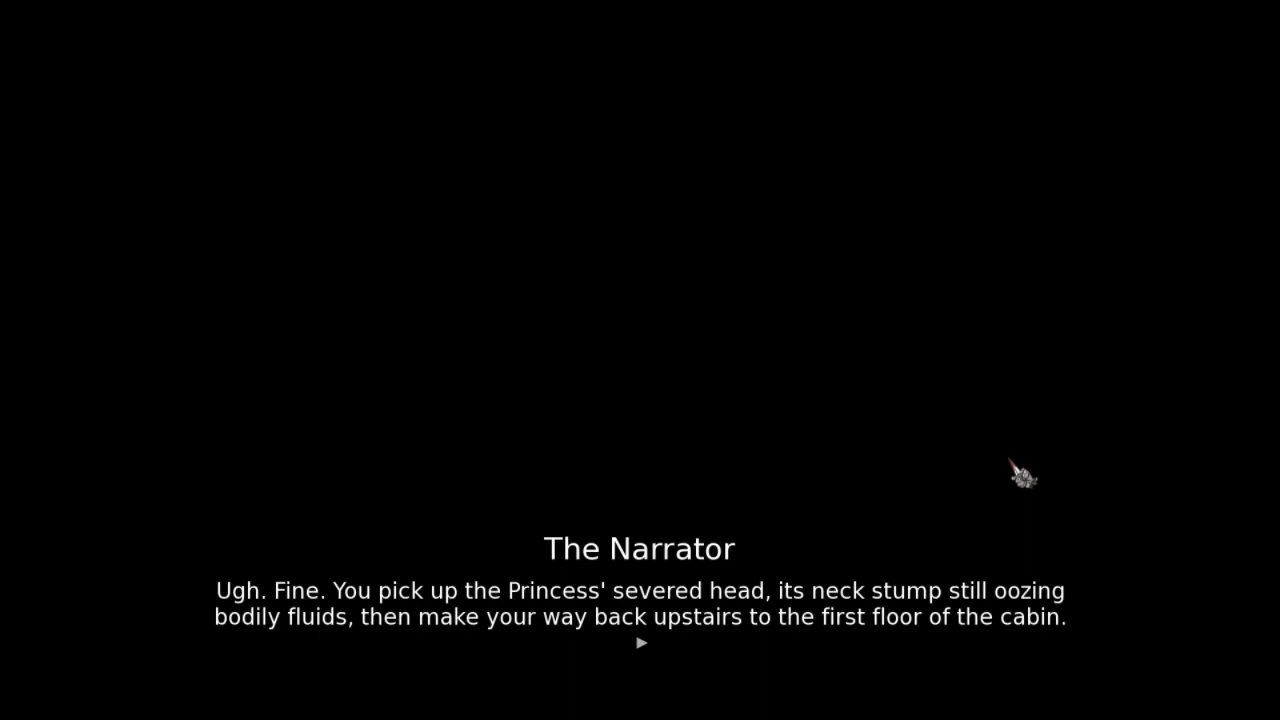 The Narrator
Ugh. Fine. You pick up the Princess' severed head, its neck stump still oozing
bodily fluids, then make your way back upstairs to the first floor of the cabin.